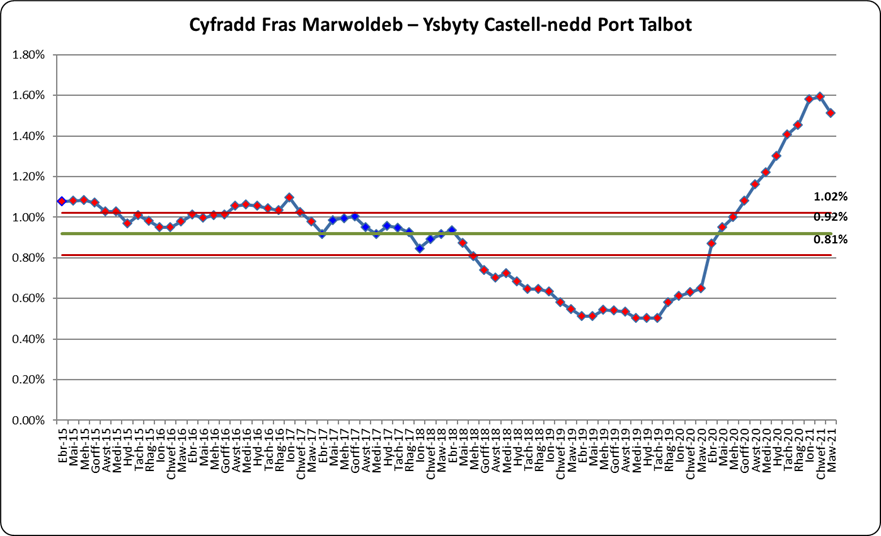 Cyfradd Fras Marwoldeb – Ysbyty Castell-nedd Port Talbot
1.80%
1.60%
1.40%
1.20%
1.00%
0.80%
0.60%
0.40%
0.20%
0.00%
1.02%
0.92%
0.81%
Ebr-15
Mai-15
Meh-15
Gorff-15
Awst-15
Medi-15
Hyd-15
Tach-15
Rhag-15
Ion-16
Chwef-16
Maw-16
Ebr-16
Mai-16
Meh-16
Gorff-16
Awst-16
Medi-16
Hyd-16
Tach-16
Rhag-16
Ion-17
Chwef-17
Maw-17
Ebr-17
Mai-17
Meh-17
Gorff-17
Awst-17
Medi-17
Hyd-17
Tach-17
Rhag-17
Ion-18
Chwef-18
Maw-18
Ebr-18
Mai-18
Meh-18
Gorff-18
Awst-18
Medi-18
Hyd-18
Tach-18
Rhag-18
Ion-19
Chwef-19
Maw-19
Ebr-19
Mai-19
Meh-19
Gorff-19
Awst-19
Medi-19
Hyd-19
Tach-19
Rhag-19
Ion-20
Chwef-20
Maw-20
Ebr-20
Mai-20
Meh-20
Gorff-20
Awst-20
Medi-20
Hyd-20
Tach-20
Rhag-20
Ion-21
Chwef-21
Maw-21